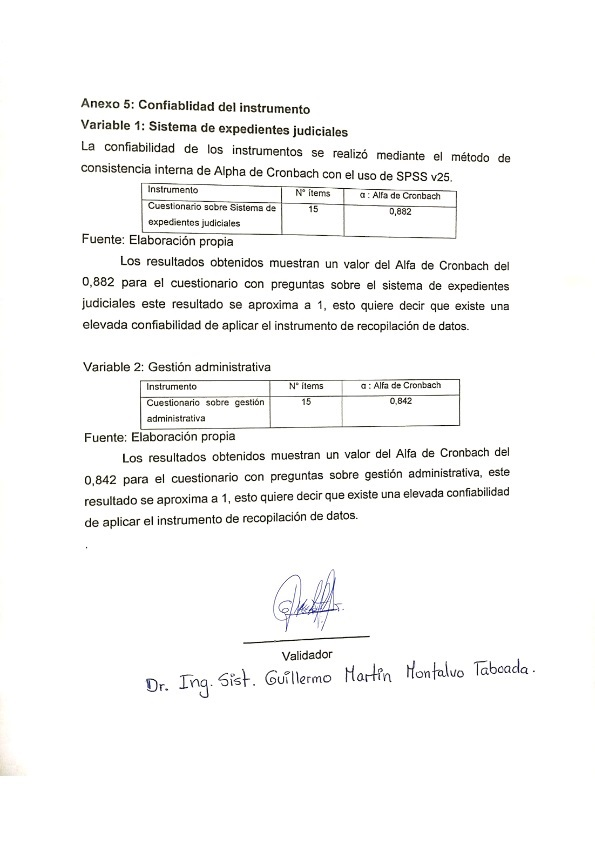 Anexo 5: Confiablidad del instrumento
Variable 1: Sistema de expedientes judiciales
La confiabilidad de los instrumentos se realizó mediante el método de
consistencia interna de Alpha de Cronbach con el uso de SPSS v25.
Instrumento N° ítems α : Alfa de Cronbach
Cuestionario sobre Sistema de 15 0,882
expedientes judiciales
Fuente: Elaboración propia
Los resultados obtenidos muestran un valor del Alfa de Cronbach del
0,882 para el cuestionario con preguntas sobre el sistema de expedientes
judiciales este resultado se aproxima a 1, esto quiere decir que existe una
elevada confiabilidad de aplicar el instrumento de recopilación de datos.
Variable 2: Gestión administrativa
Instrumento N° ítems α : Alfa de Cronbach
Cuestionario sobre gestión 15 0,842
administrativa
Fuente: Elaboración propia
Los resultados obtenidos muestran un valor del Alfa de Cronbach del
0,842 para el cuestionario con preguntas sobre gestión administrativa, este
resultado se aproxima a 1, esto quiere decir que existe una elevada confiabilidad
de aplicar el instrumento de recopilación de datos.
.
Validador
Dr. Ing. Sist. Guillermo Martín Montalvo Taboada.